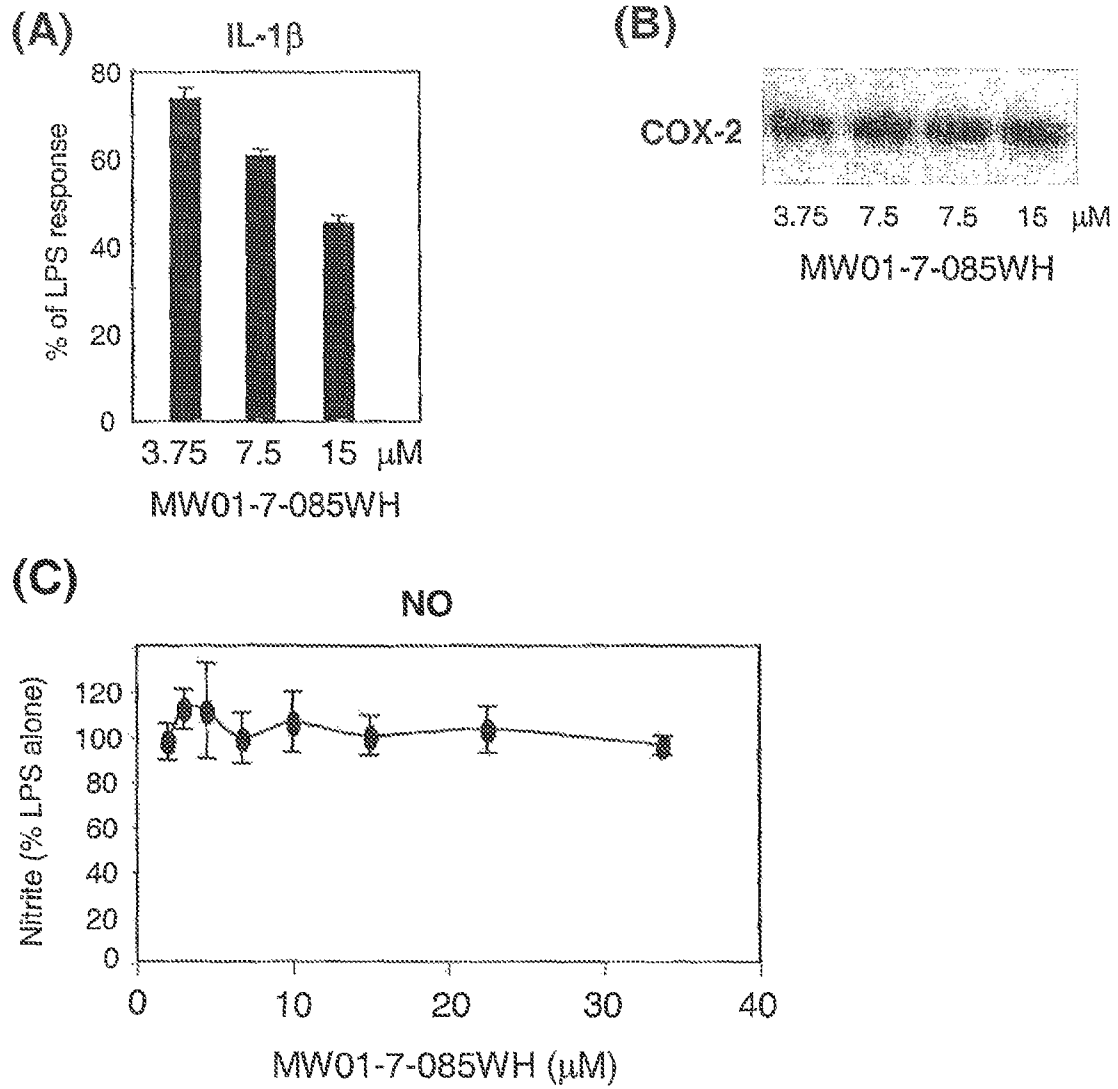 (A)
IL-1β
% of LPS response
80
60
40
20
0
3.75 7.5 15 μM
MW01-7-085WH
(B)
COX-2
3.75 7.5 7.5 15 μM
MW01-7-085WH
(C)
NO
Nitrite (% LPS alone)
120
100
80
60
40
20
0
0 10 20 30 40
MW01-7-085WH (μM)